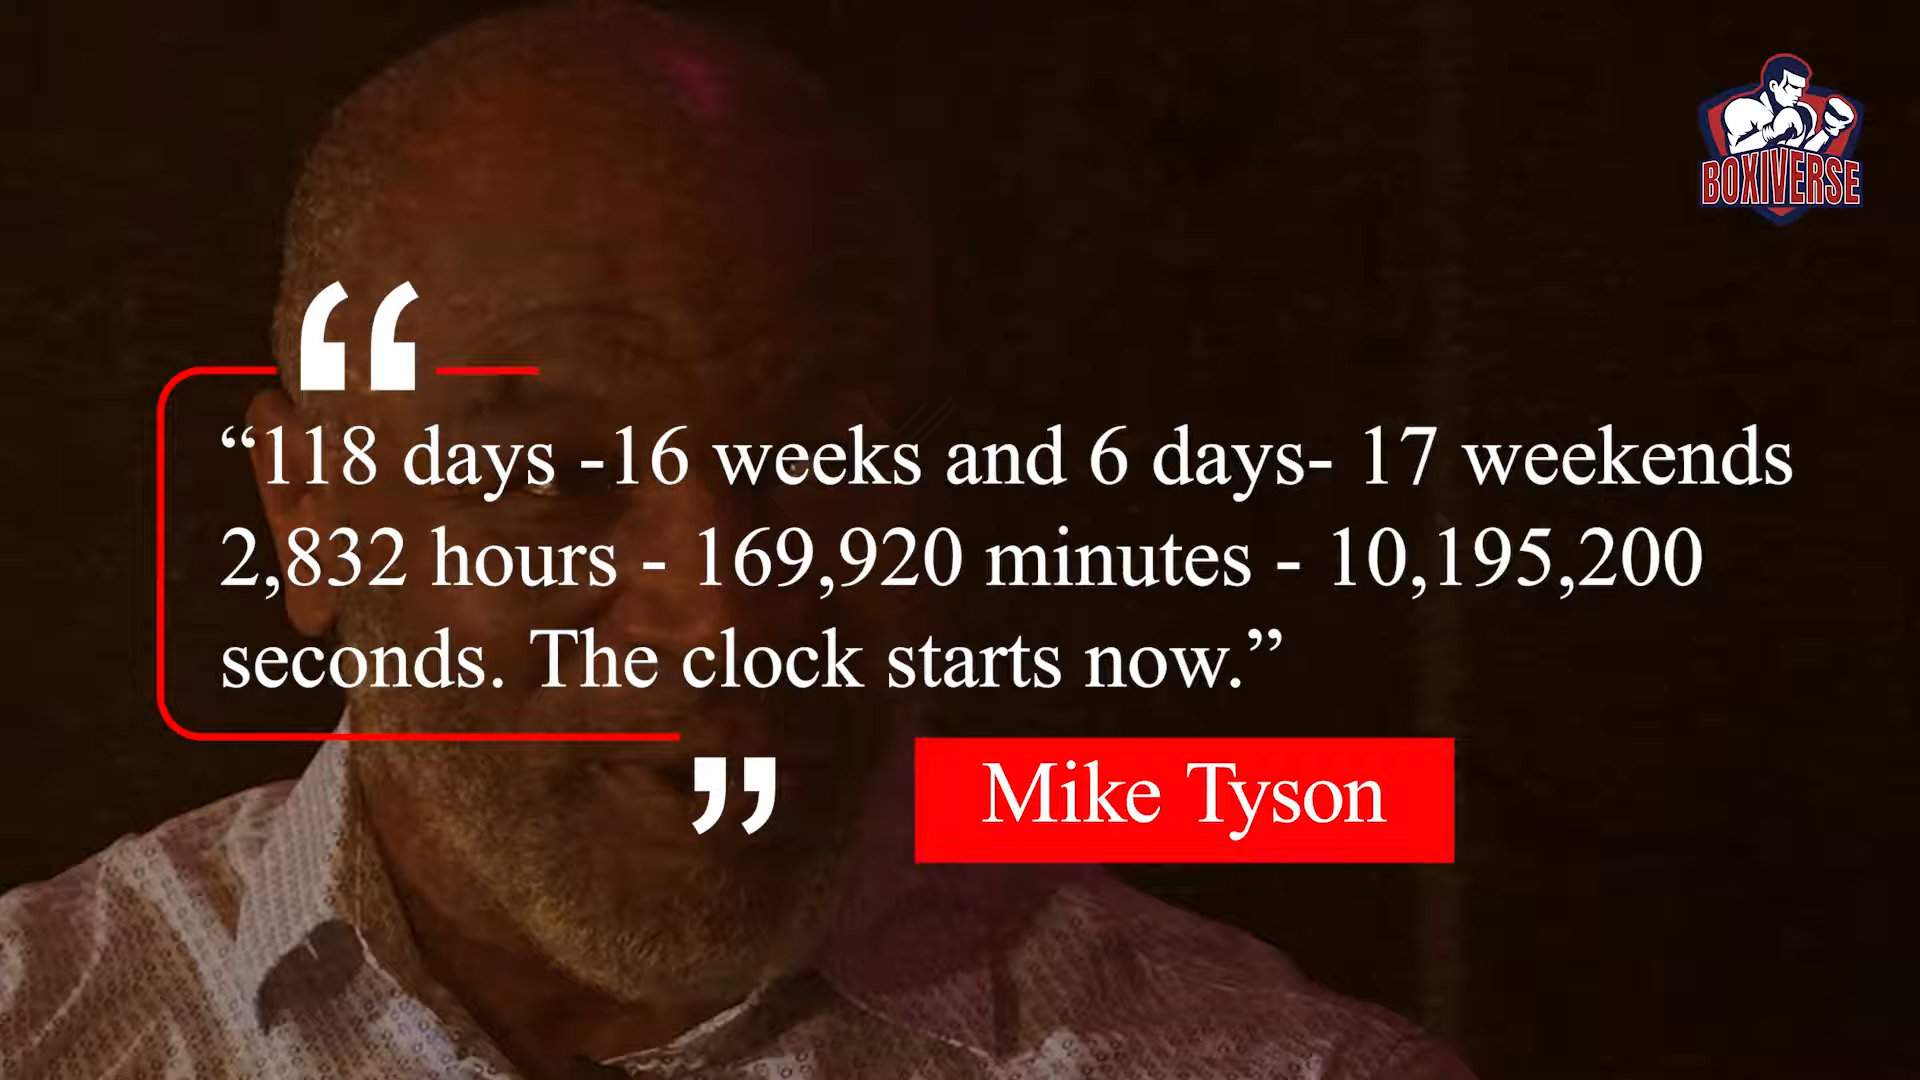 BOXIVERSE
“118 days -16 weeks and 6 days- 17 weekends
2,832 hours - 169,920 minutes - 10,195,200
seconds. The clock starts now.”
Mike Tyson